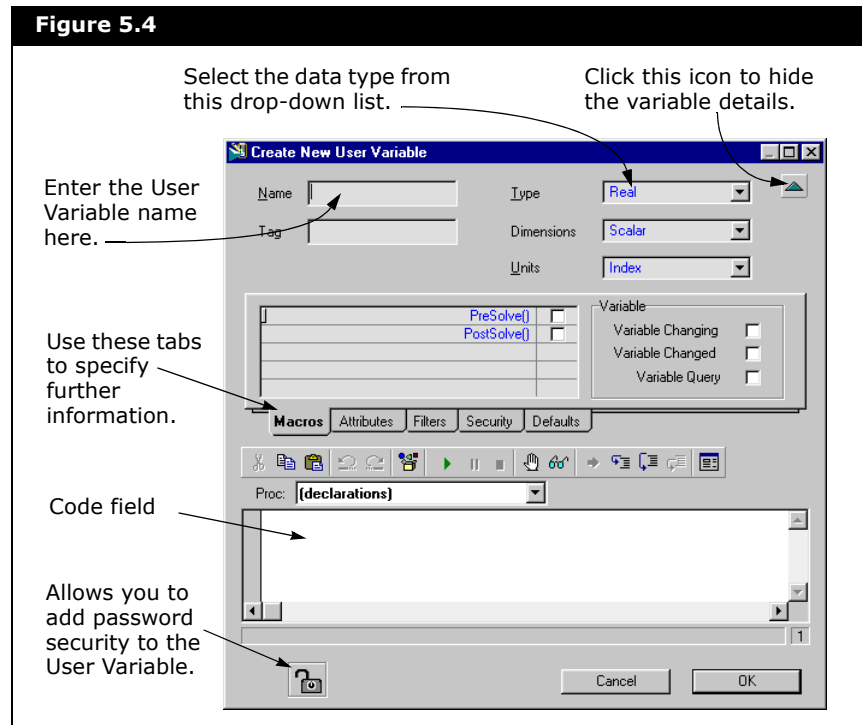 Figure 5.4
Select the data type from
this drop-down list.
Click this icon to hide
the variable details.
Create New User Variable
Enter the User
Variable name
here.
Name
Type
Real
Tag
Dimensions
Scalar
Units
Index
PreSolve()
PostSolve()
Variable
Variable Changing
Variable Changed
Variable Query
Use these tabs
to specify
further
information.
Macros
Attributes
Filters
Security
Defaults
Proc:
(declarations)
Code field
Allows you to
add password
security to the
User Variable.
1
Cancel
OK